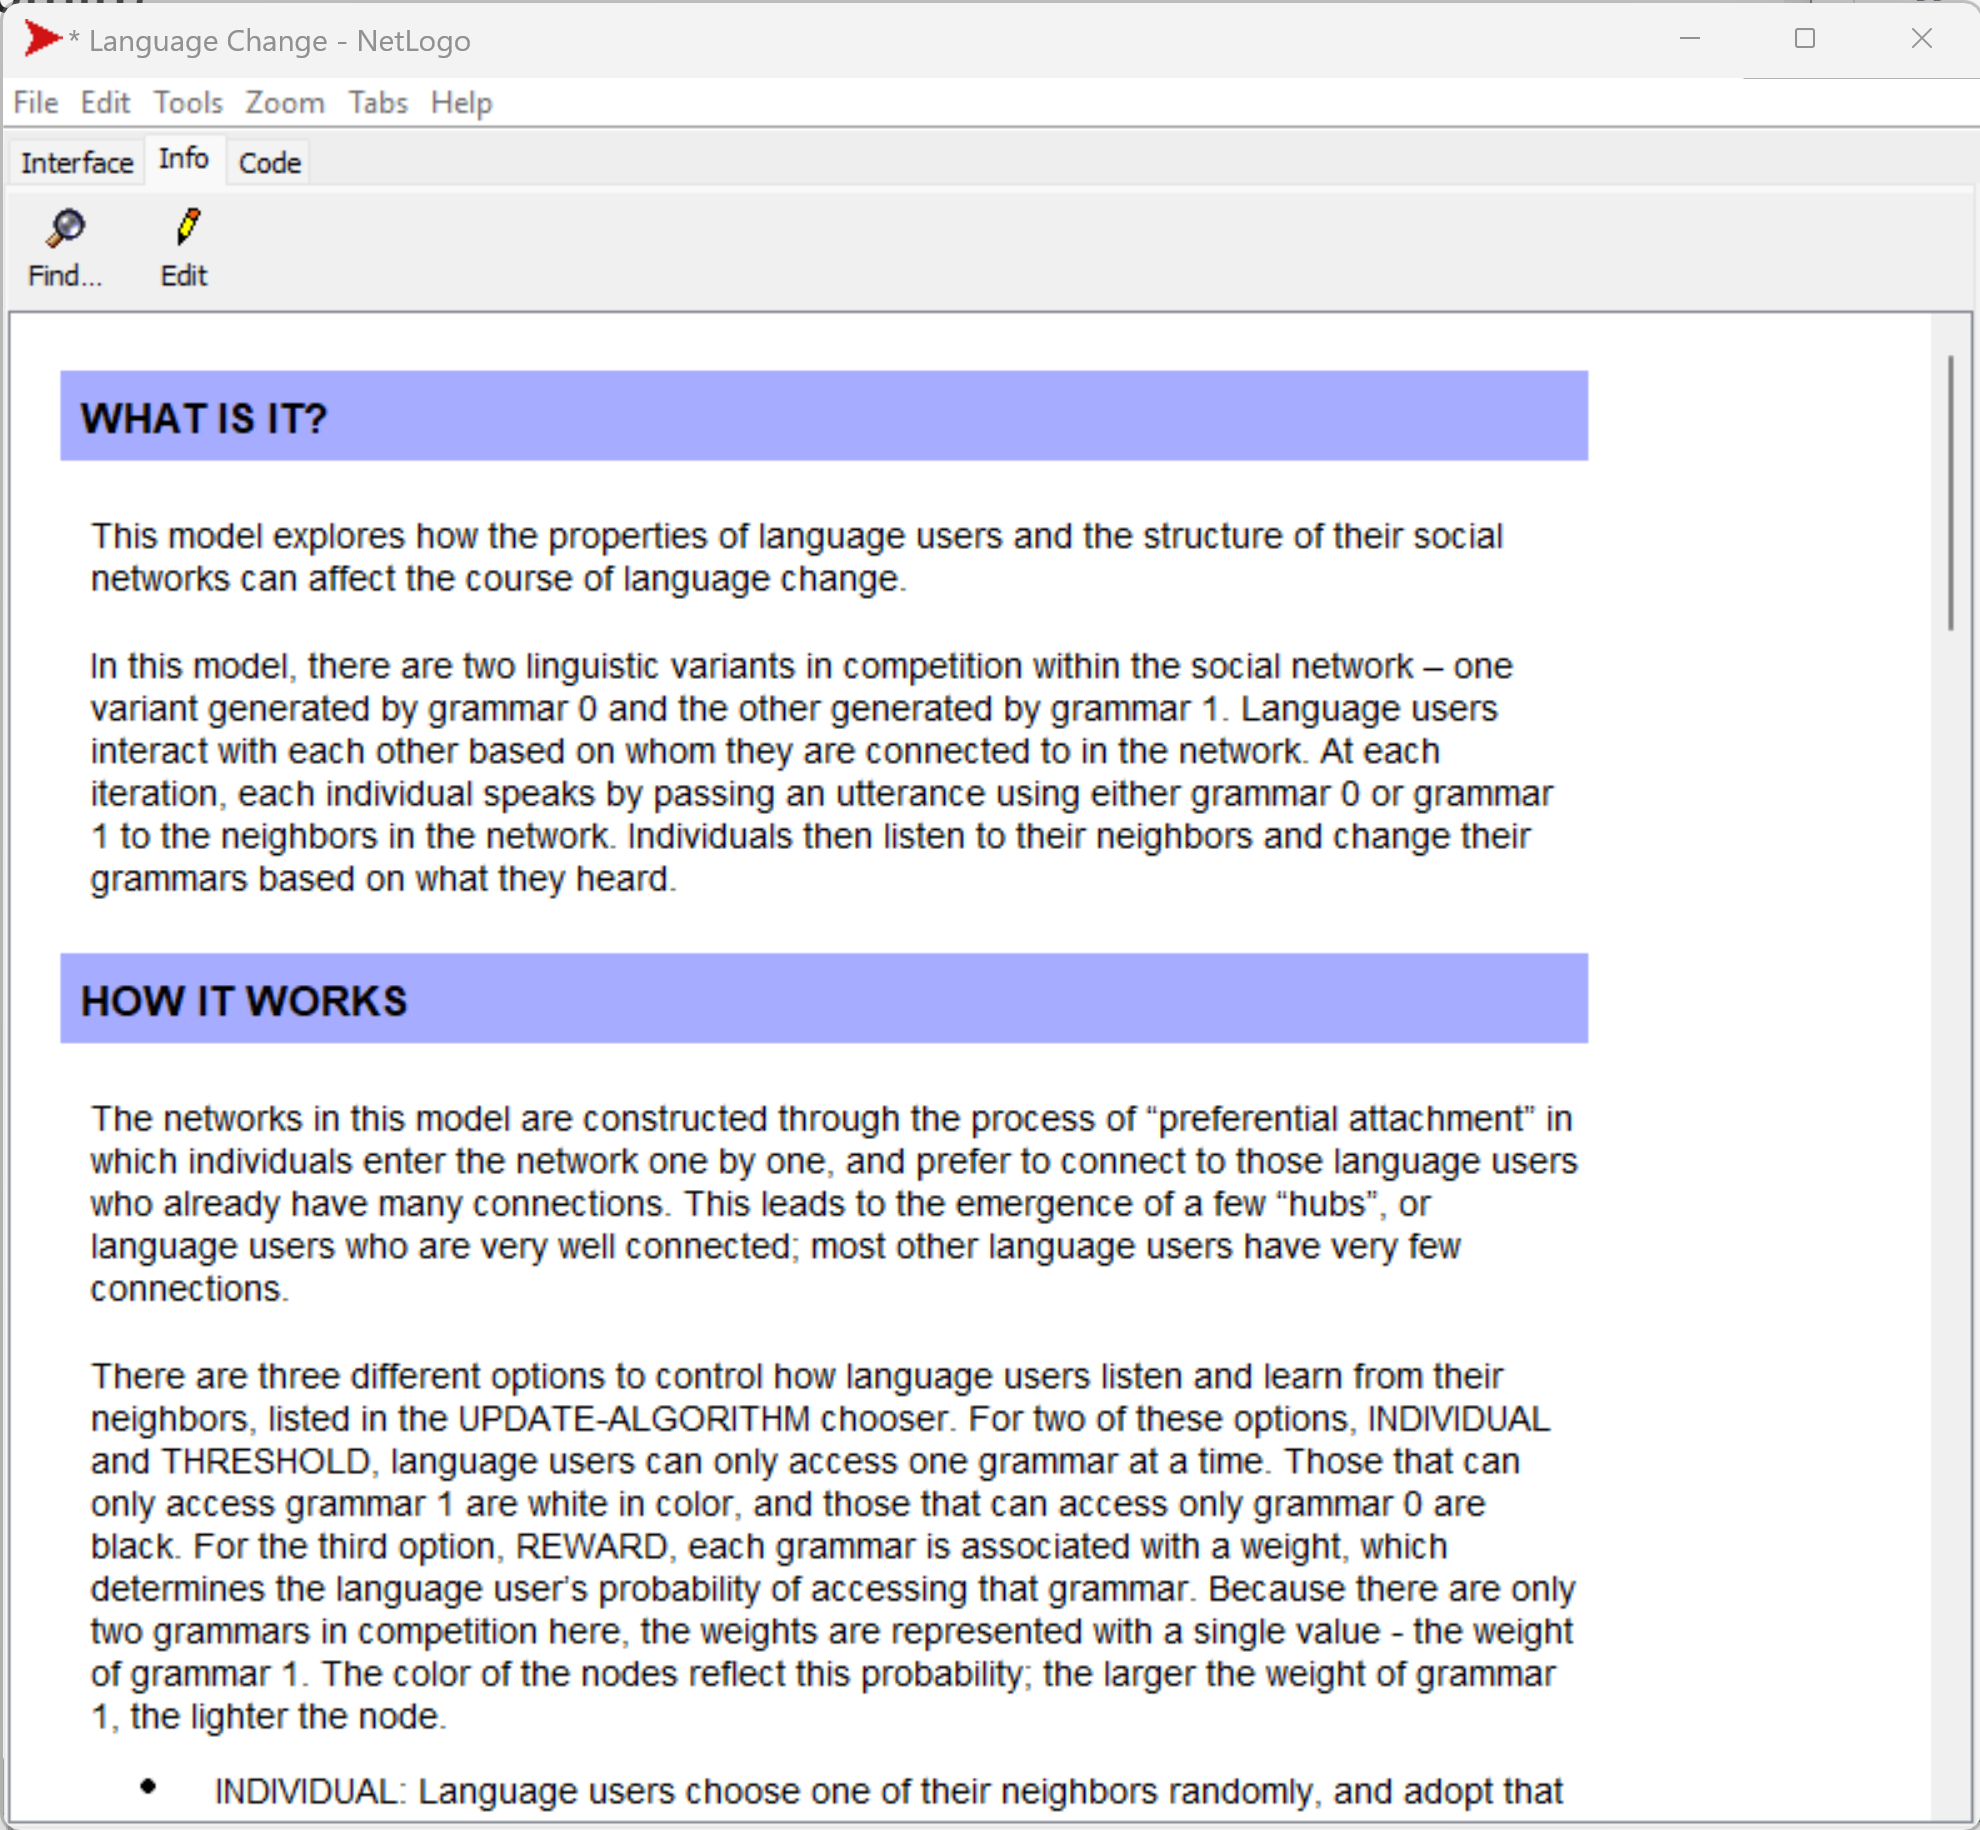 * Language Change - NetLogo
File Edit Tools Zoom Tabs Help
Interface Info Code
Find... Edit
WHAT IS IT?
This model explores how the properties of language users and the structure of their social
networks can affect the course of language change.
In this model, there are two linguistic variants in competition within the social network – one
variant generated by grammar 0 and the other generated by grammar 1. Language users
interact with each other based on whom they are connected to in the network. At each
iteration, each individual speaks by passing an utterance using either grammar 0 or grammar
1 to the neighbors in the network. Individuals then listen to their neighbors and change their
grammars based on what they heard.
HOW IT WORKS
The networks in this model are constructed through the process of “preferential attachment” in
which individuals enter the network one by one, and prefer to connect to those language users
who already have many connections. This leads to the emergence of a few “hubs”, or
language users who are very well connected; most other language users have very few
connections.
There are three different options to control how language users listen and learn from their
neighbors, listed in the UPDATE-ALGORITHM chooser. For two of these options, INDIVIDUAL
and THRESHOLD, language users can only access one grammar at a time. Those that can
only access grammar 1 are white in color, and those that can access only grammar 0 are
black. For the third option, REWARD, each grammar is associated with a weight, which
determines the language user’s probability of accessing that grammar. Because there are only
two grammars in competition here, the weights are represented with a single value - the weight
of grammar 1. The color of the nodes reflect this probability; the larger the weight of grammar
1, the lighter the node.
● INDIVIDUAL: Language users choose one of their neighbors randomly, and adopt that